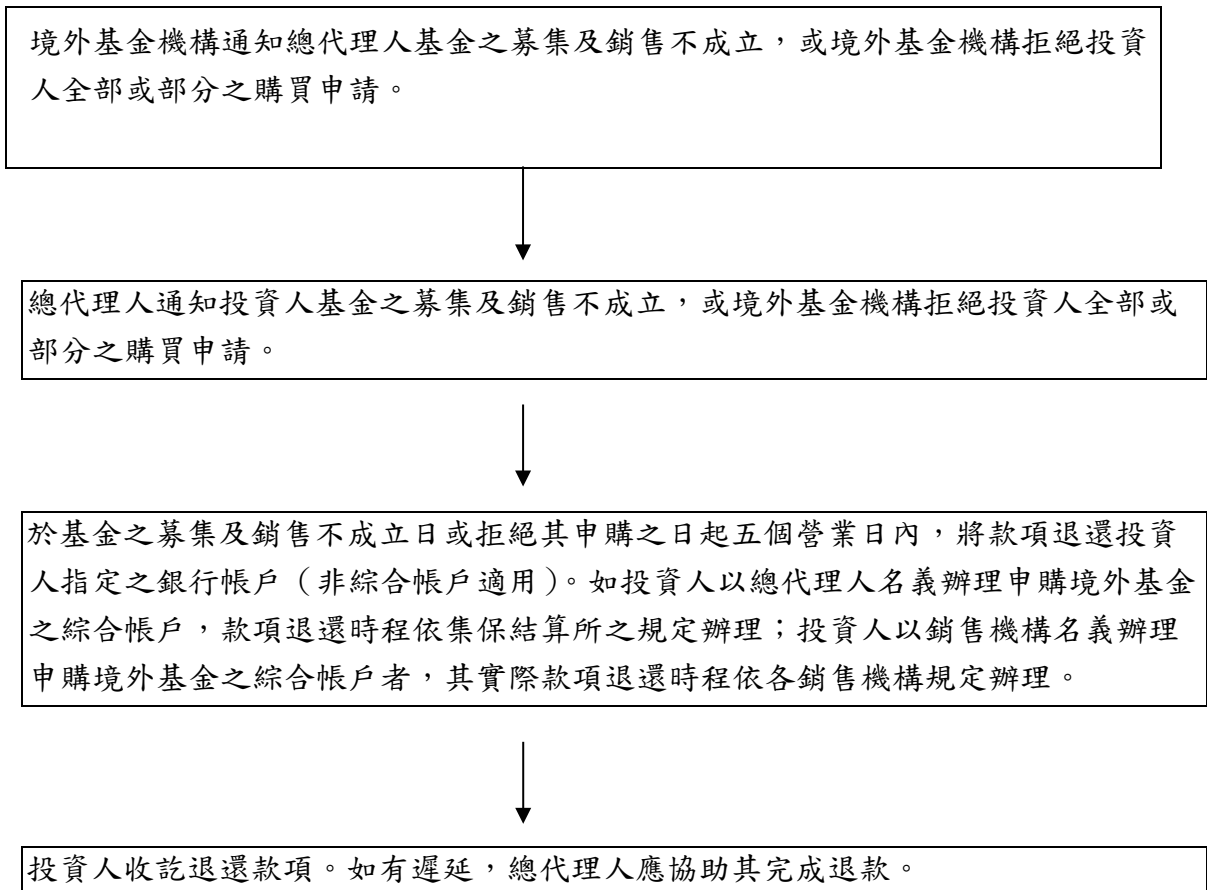 境外基金機構通知總代理人基金之募集及銷售不成立，或境外基金機構拒絕投資
人全部或部分之購買申請。
總代理人通知投資人基金之募集及銷售不成立，或境外基金機構拒絕投資人全部或
部分之購買申請。
於基金之募集及銷售不成立日或拒絕其申購之日起五個營業日內，將款項退還投資
人指定之銀行帳戶（非綜合帳戶適用）。如投資人以總代理人名義辦理申購境外基金
之綜合帳戶，款項退還時程依集保結算所之規定辦理；投資人以銷售機構名義辦理
申購境外基金之綜合帳戶者，其實際款項退還時程依各銷售機構規定辦理。
投資人收訖退還款項。如有遲延，總代理人應協助其完成退款。